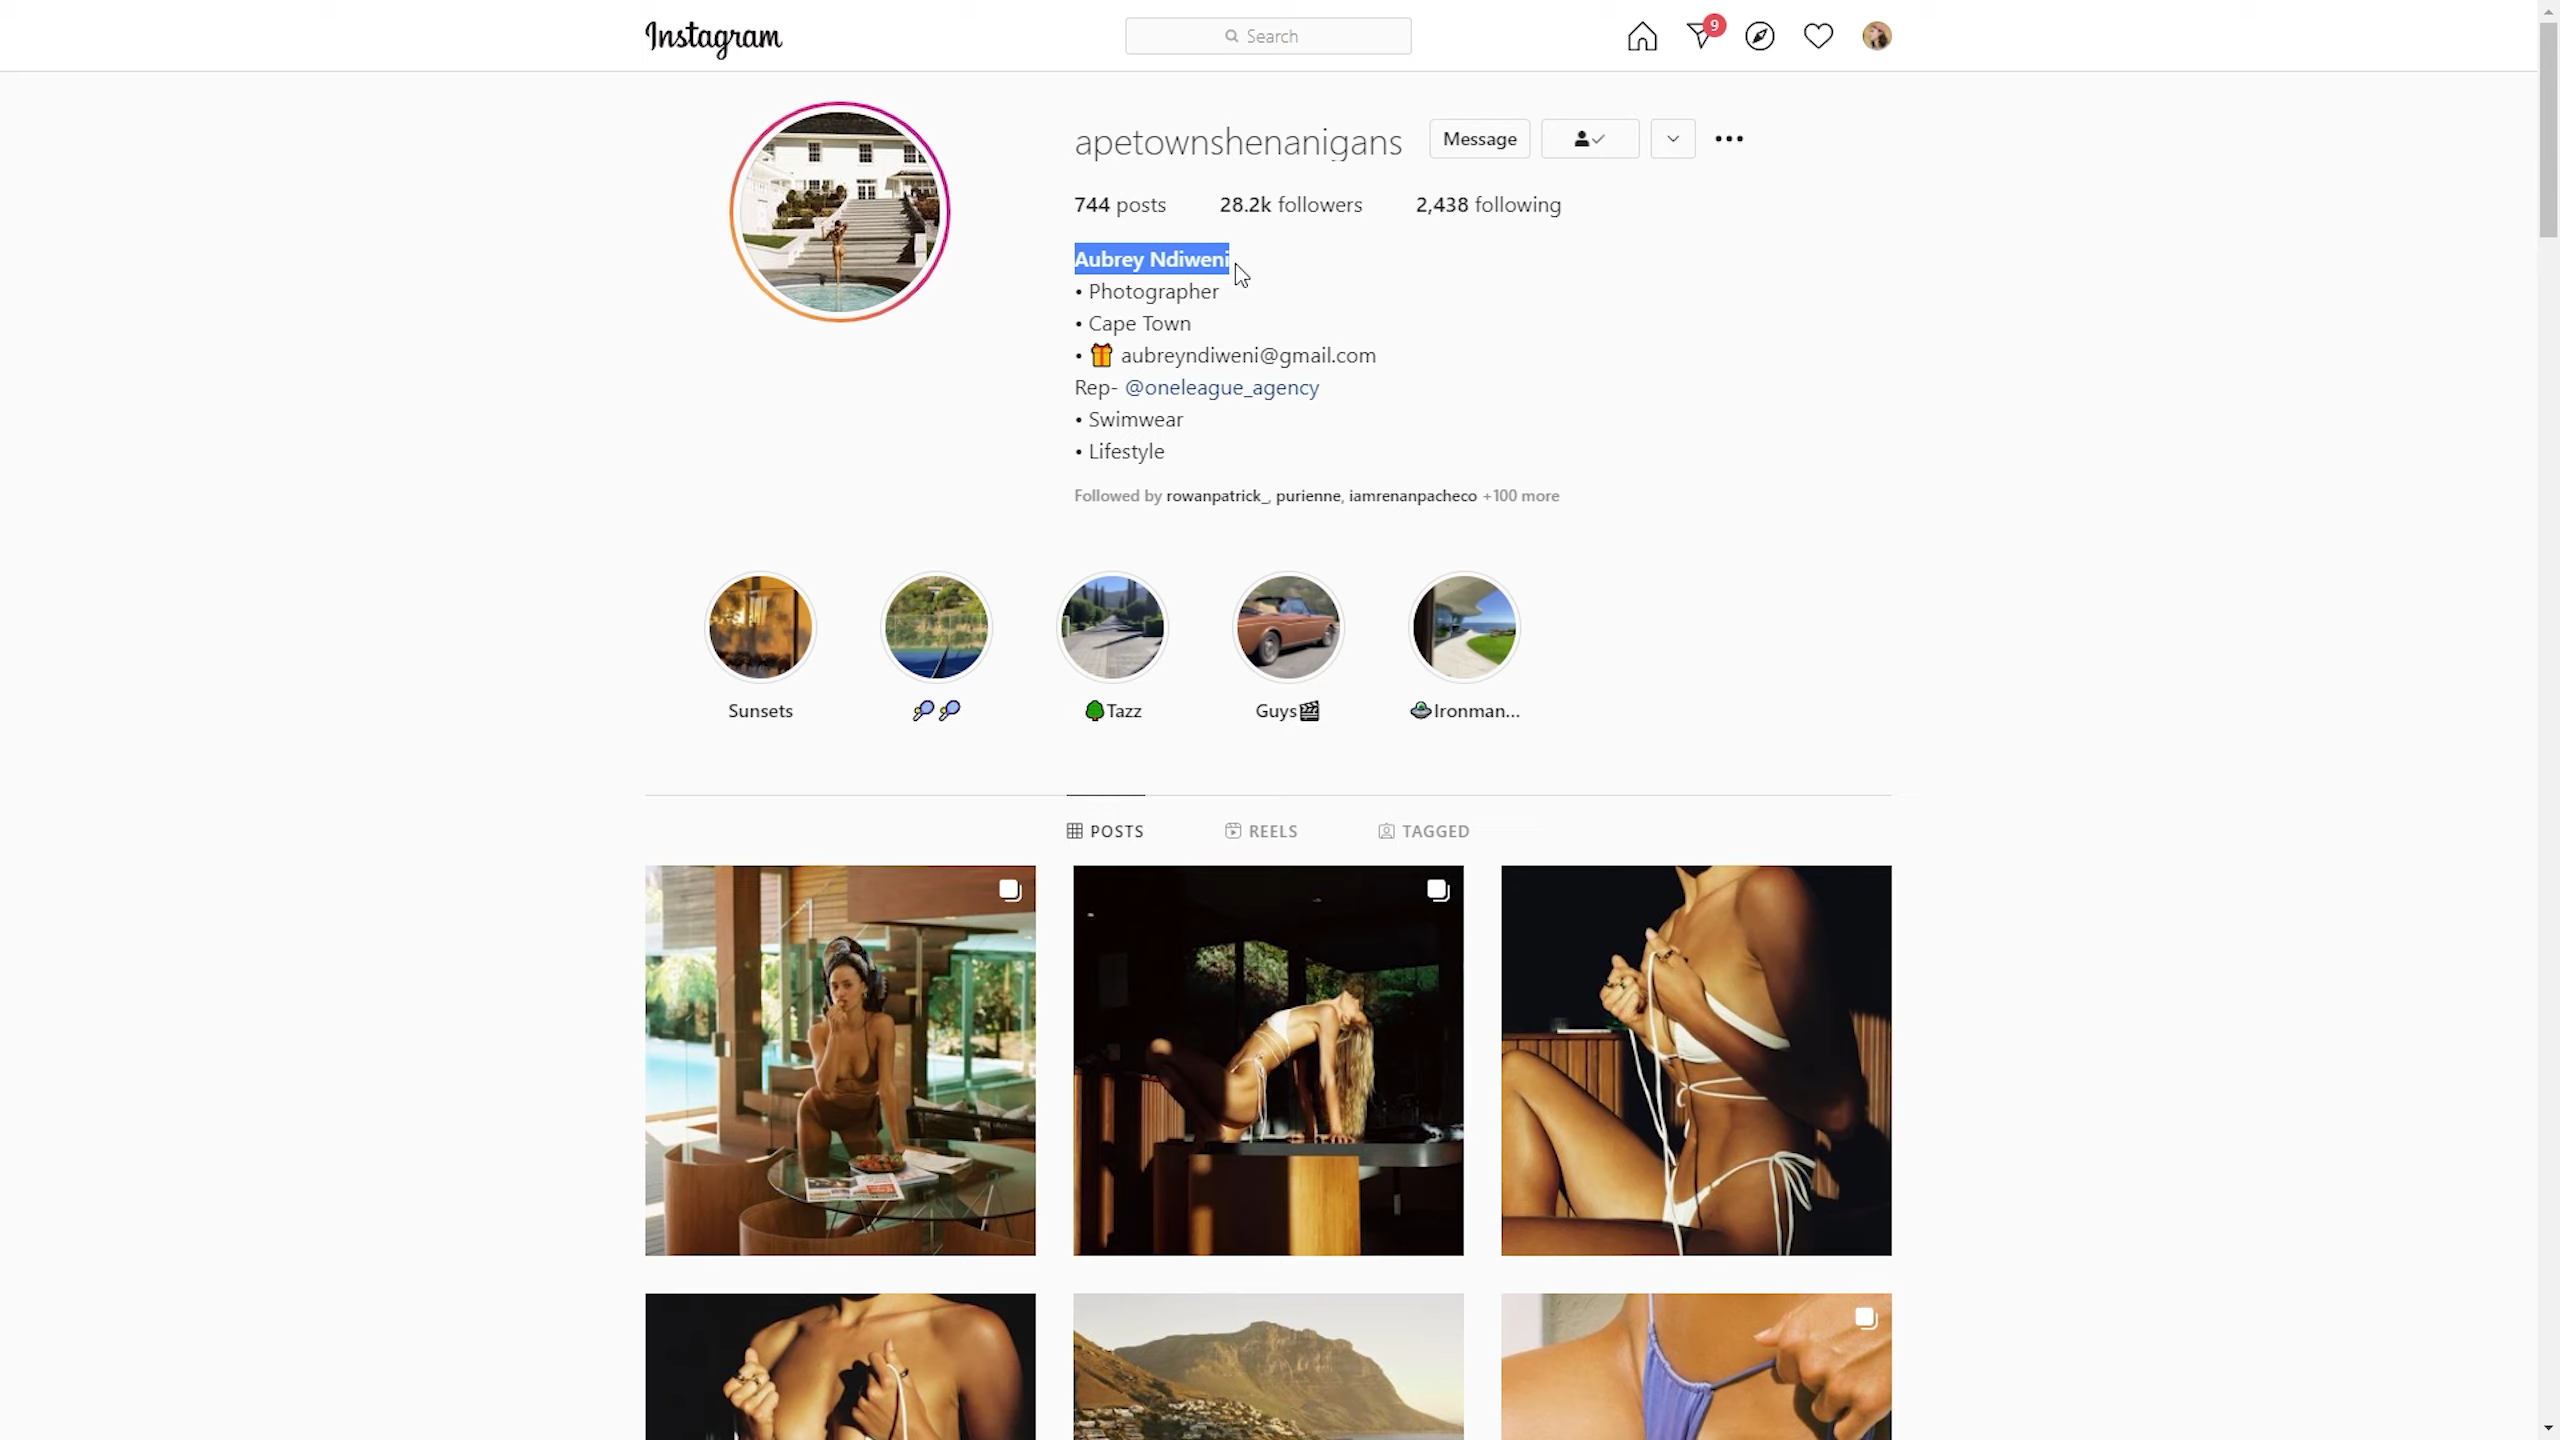 Instagram
Search
9
apetownshenanigans
Message
744 posts 28.2k followers 2,438 following
Aubrey Ndiweni
• Photographer
• Cape Town
• 🎁 aubreyndiweni@gmail.com
Rep- @oneleague_agency
• Swimwear
• Lifestyle
Followed by rowanpatrick_, purienne, iamrenanpacheco +100 more
Sunsets
🌳Tazz
Guys🎬
🛸Ironman...
POSTS REELS TAGGED